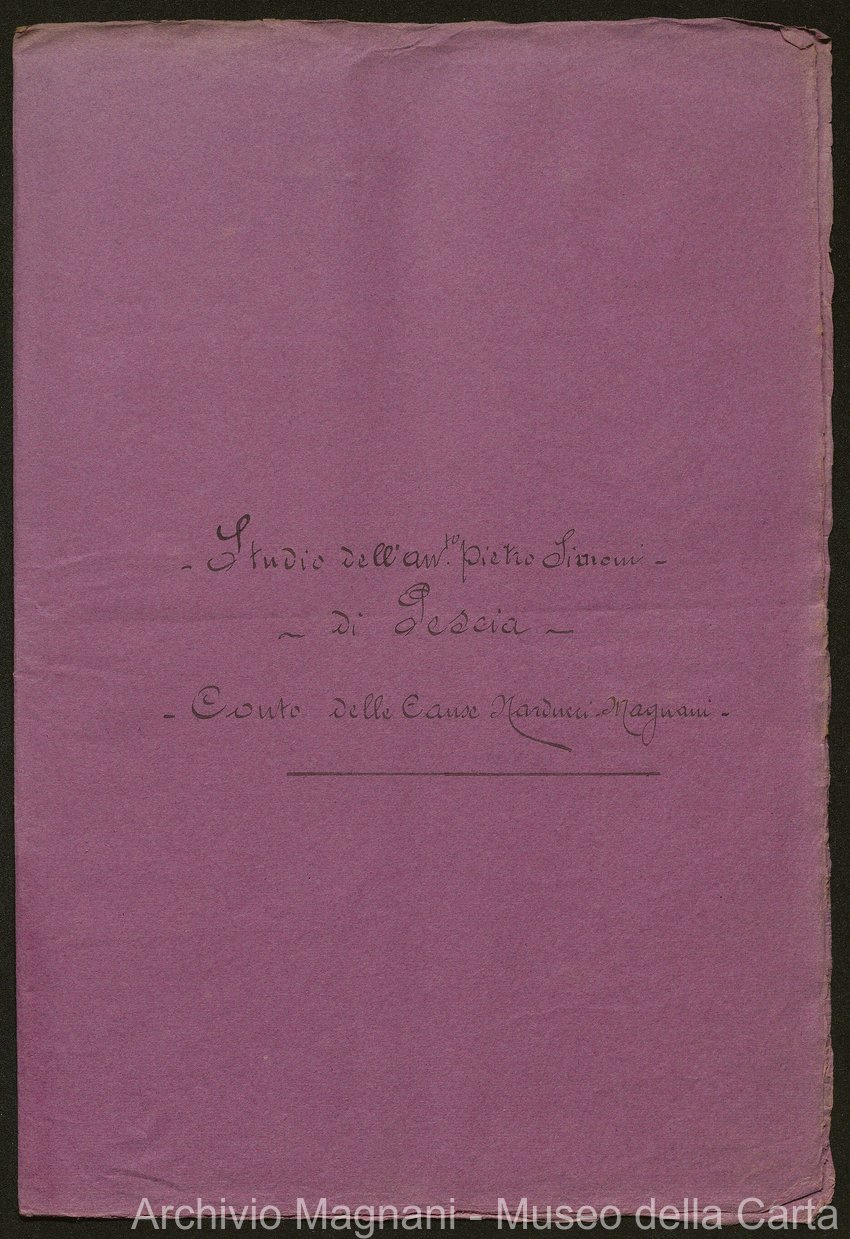 - Studio dell'avv.to Pietro Simoni -
- di Pescia -
- Conto delle Cause Narducci-Magnani -
Archivio Magnani - Museo della Carta